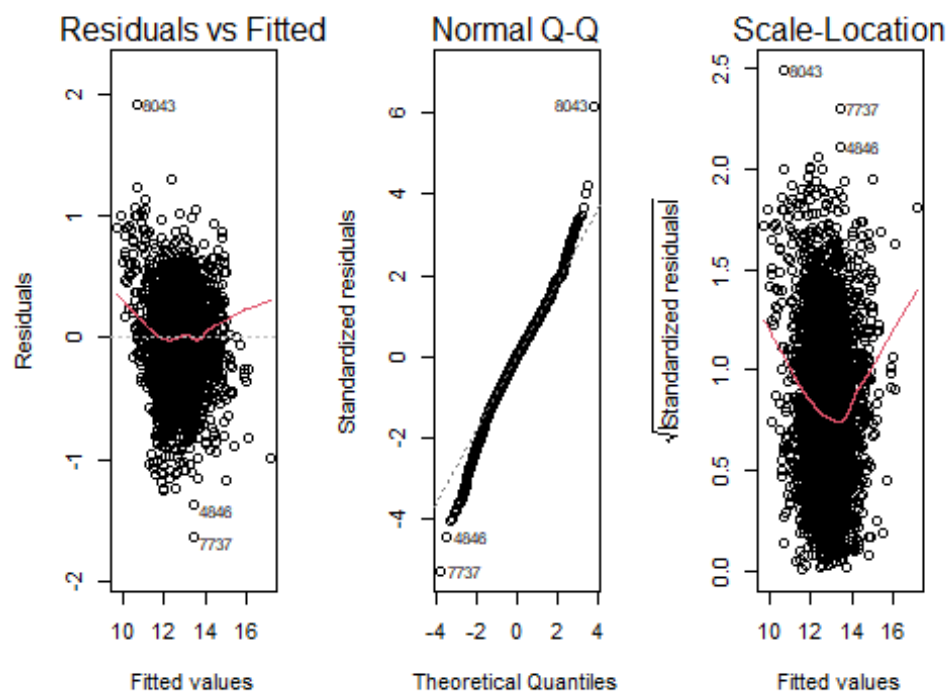 Residuals vs Fitted
Residuals
2
1
0
-1
-2
8043
4846
7737
10 12 14 16
Fitted values
Normal Q-Q
Standardized residuals
6
4
2
0
-2
-4
8043
4846
7737
-4 -2 0 2 4
Theoretical Quantiles
Scale-Location
√|Standardized residuals|
2.5
2.0
1.5
1.0
0.5
0.0
8043
7737
4846
10 12 14 16
Fitted values